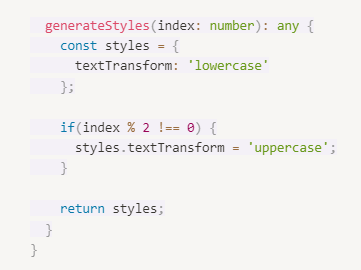 generateStyles(index: number): any {
const styles = {
textTransform: 'lowercase'
};
if(index % 2 !== 0) {
styles.textTransform = 'uppercase';
}
return styles;
}
}